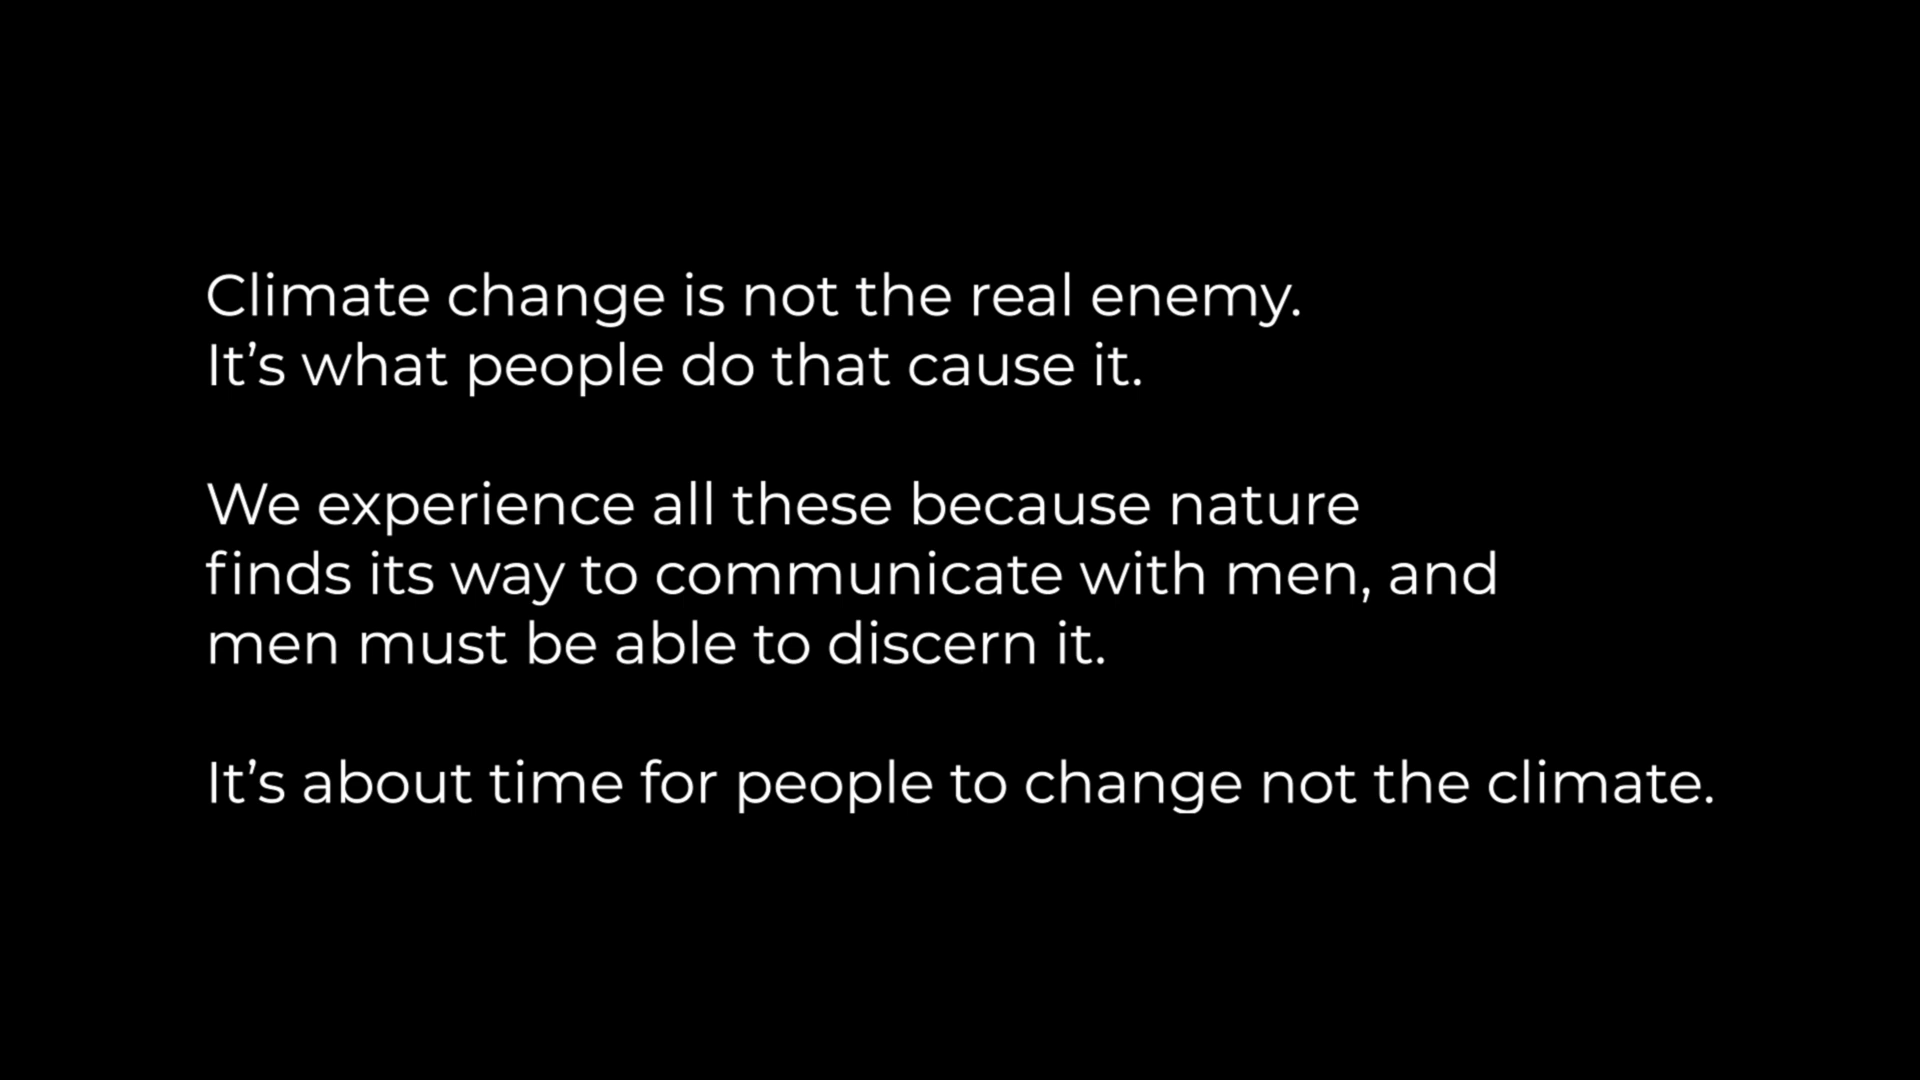 Climate change is not the real enemy.
It’s what people do that cause it.
We experience all these because nature
finds its way to communicate with men, and
men must be able to discern it.
It’s about time for people to change not the climate.